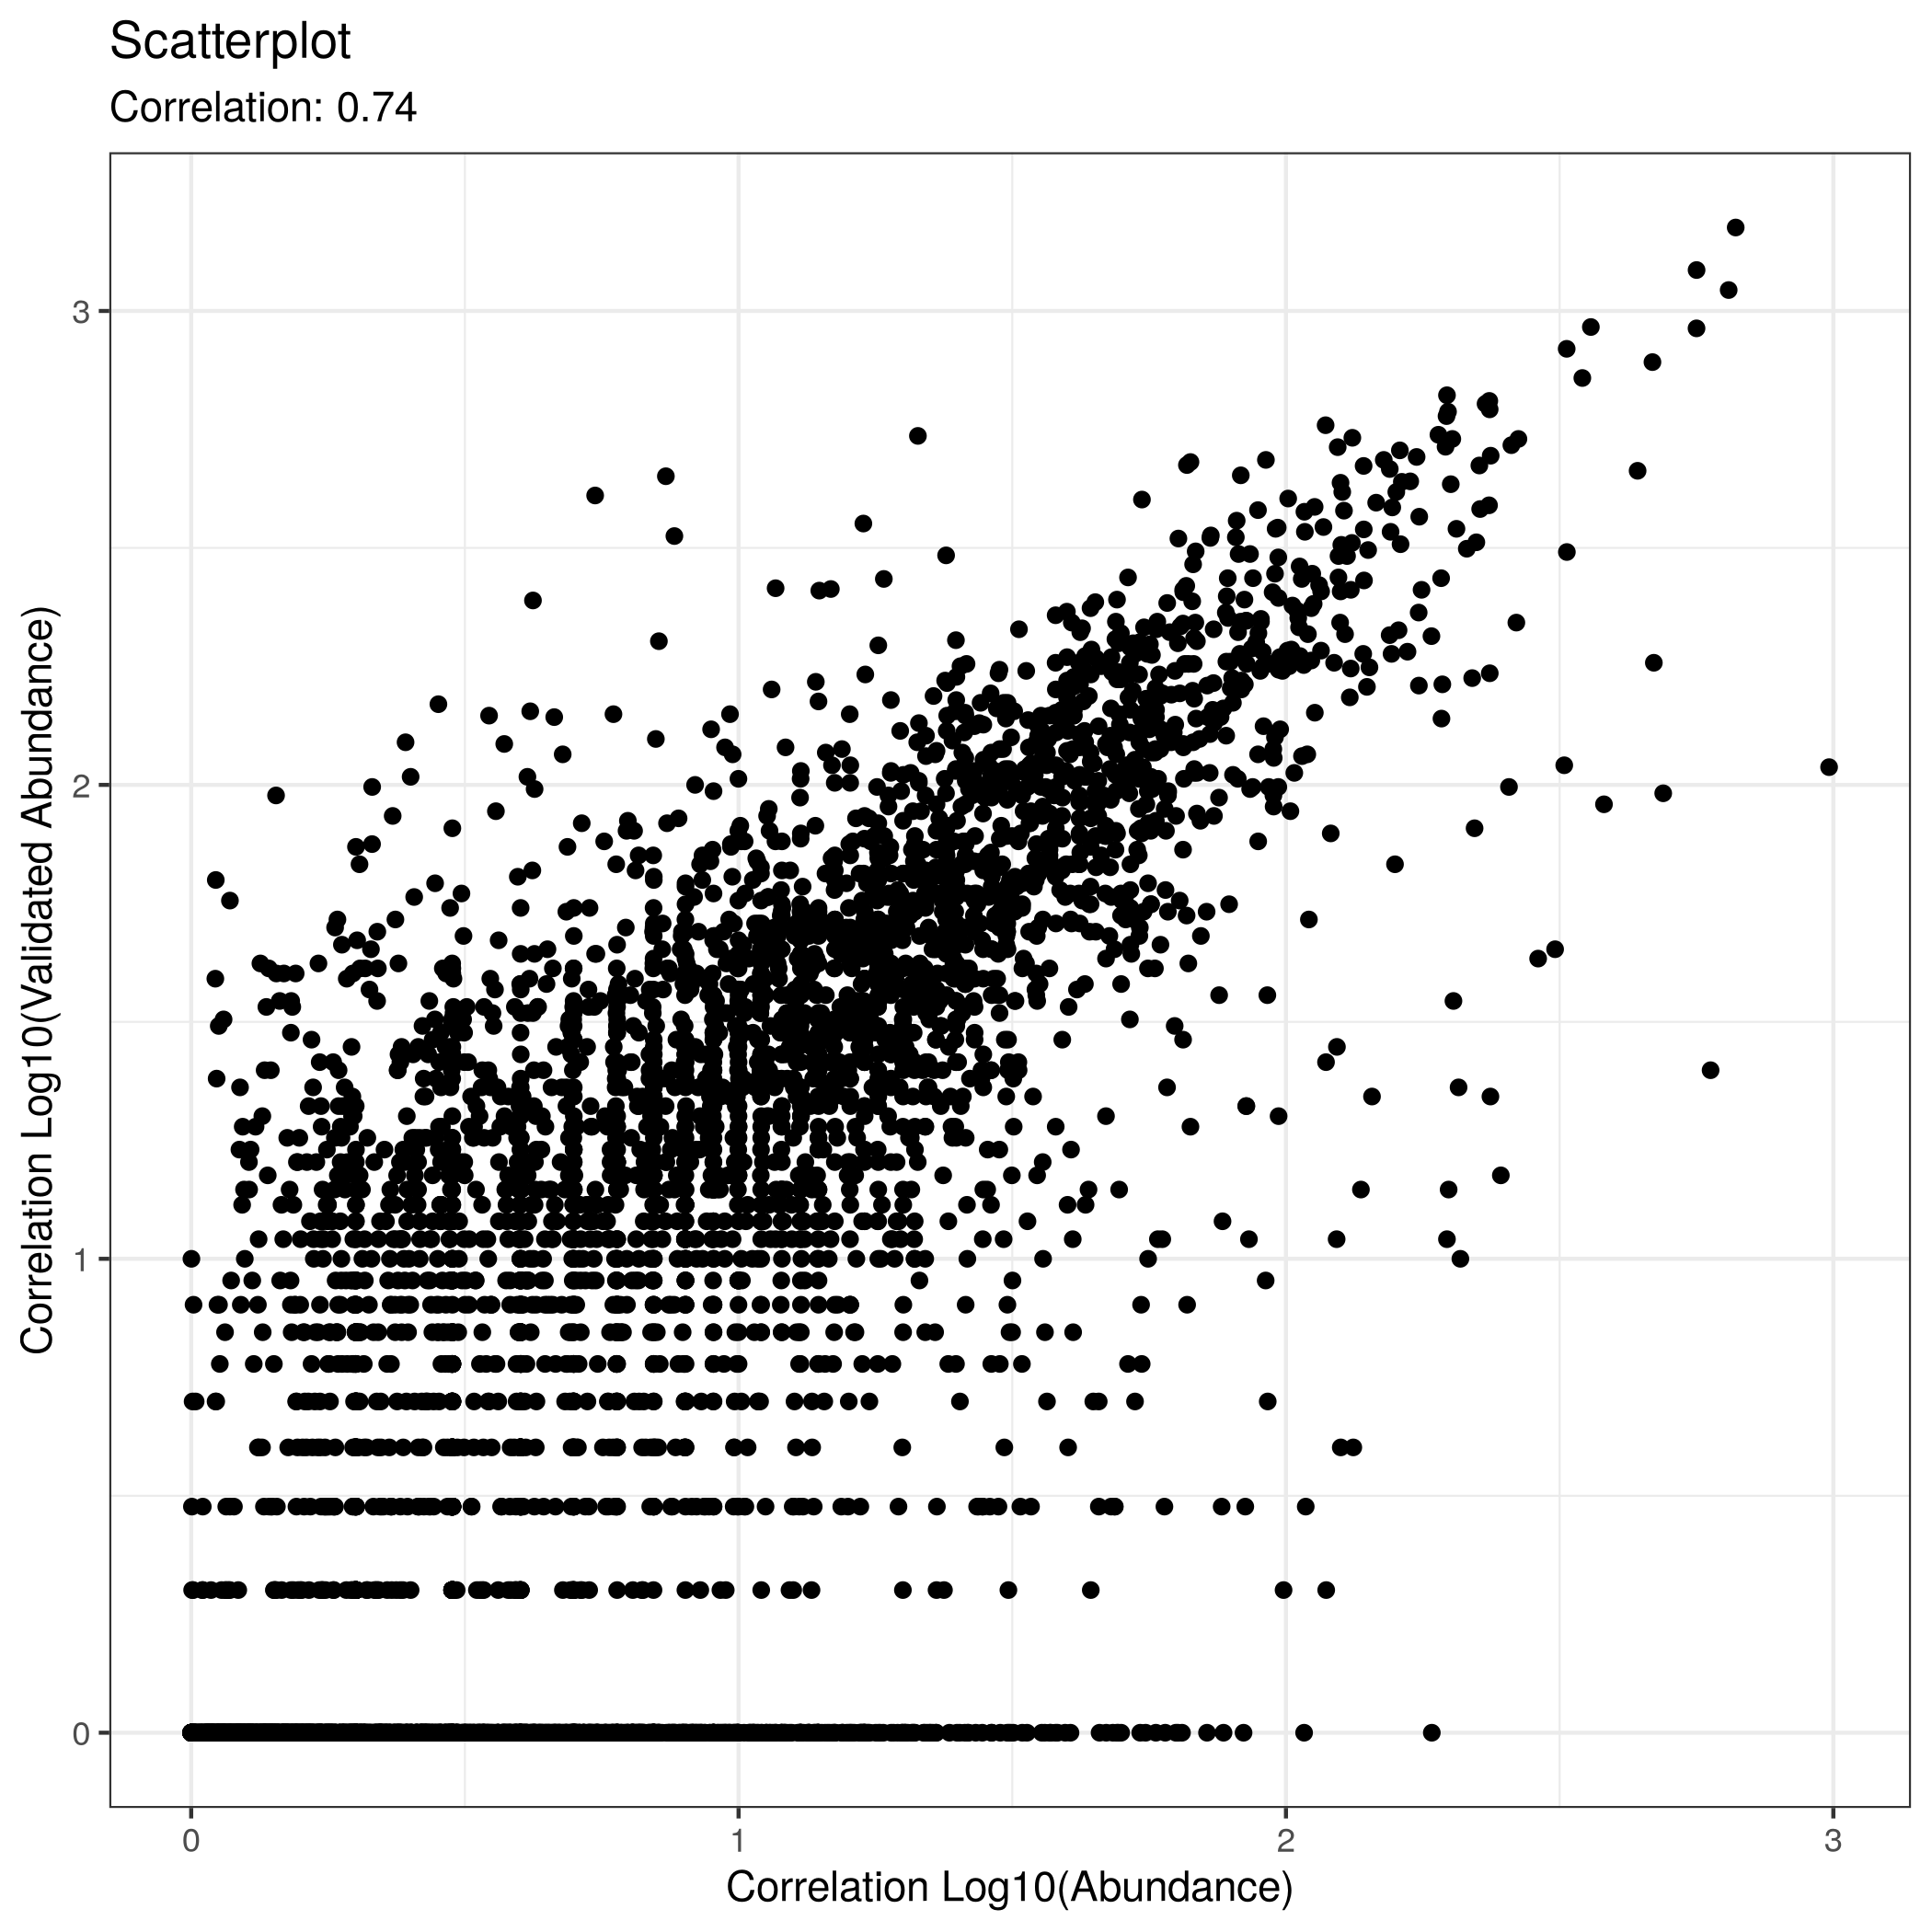 Scatterplot
Correlation: 0.74
Correlation Log10(Validated Abundance)
3
2
1
0
0 1 2 3
Correlation Log10(Abundance)